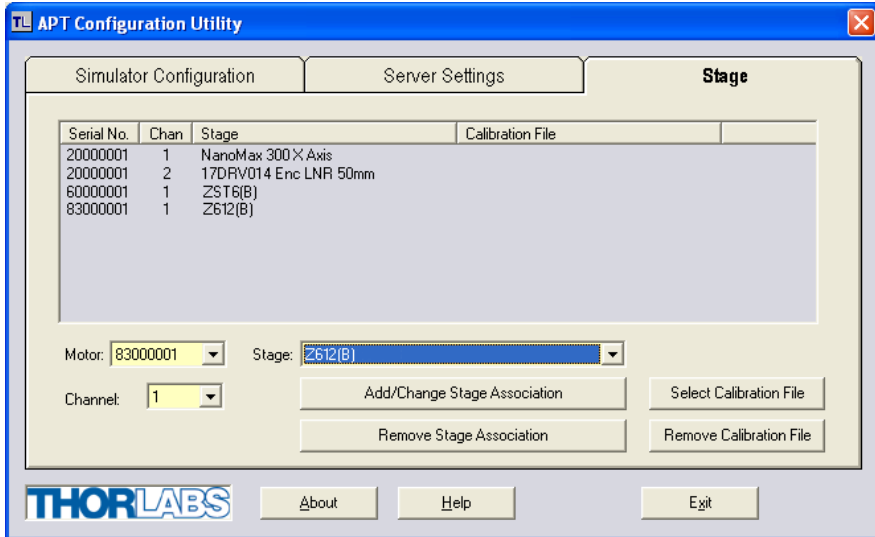 TL APT Configuration Utility
Simulator Configuration Server Settings Stage
Serial No. Chan Stage Calibration File
20000001 1 NanoMax 300 X Axis
20000001 2 17DRV014 Enc LNR 50mm
60000001 1 ZST6(B)
83000001 1 Z612(B)
Motor: 83000001 Stage: Z612(B)
Channel: 1 Add/Change Stage Association Select Calibration File
Remove Stage Association Remove Calibration File
THORLABS About Help Exit